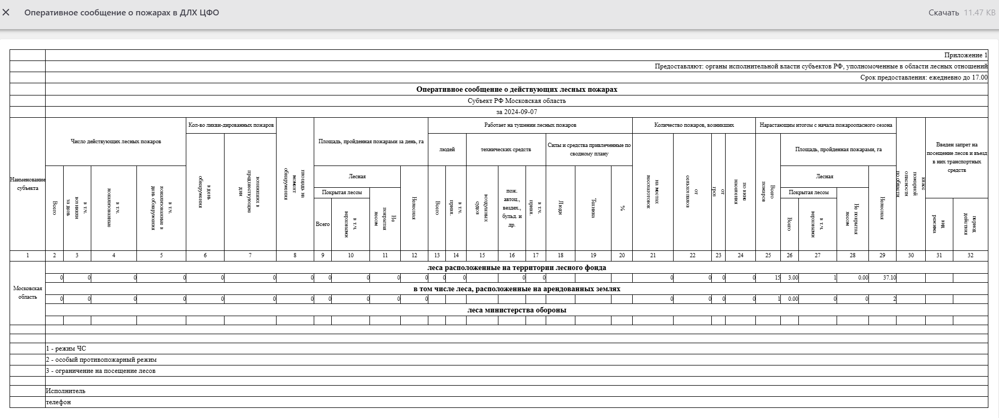 Оперативное сообщение о пожарах в ДЛХ ЦФО
Скачать 11.47 KB
Приложение 1
Предоставляют: органы исполнительной власти субъектов РФ, уполномоченные в области лесных отношений
Срок предоставления: ежедневно до 17.00
Оперативное сообщение о действующих лесных пожарах
Субъект РФ Московская область
за 2024-09-07
Наименование
субъекта
Число действующих лесных пожаров
Всего
в т.ч.
возникли
за день
в т.ч.
локализованные
в т.ч.
локализованные в
день обнаружения
Кол-во ликви-дированных пожаров
в день
обнаружения
возникших в
предшествующие
дни
площадь на
момент
обнаружения
Площадь, пройденная пожарами за день, га
Лесная
Покрытая лесом
Всего
в т.ч.
верховыми
Не
покрытая
лесом
Нелесная
Работает на тушении лесных пожаров
людей
Всего
в т.ч.
привл.
технических средств
воздушных
судов
пож.
автоц.,
вездех.,
бульд. и
др.
в т.ч.
привл.
Силы и средства привлеченные по
сводному плану
Люди
Техника
%
Количество пожаров, возникших
на местах
лесозаготовок
от
сельхозпалов
от
гроз
по вине
населения
Нарастающим итогом с начала пожароопасного сезона
Всего
пожаров
Площадь, пройденная пожарами, га
Лесная
Покрытая лесом
Всего
в т.ч.
верховыми
Не покрытая
лесом
Нелесная
класс
пожарной
опасности
по области
Введен запрет на
посещение лесов и въезд
в них транспортных
средств
вид
режима
период
действия
1 2 3 4 5 6 7 8 9 10 11 12 13 14 15 16 17 18 19 20 21 22 23 24 25 26 27 28 29 30 31 32
Московская
область
леса расположенные на территории лесного фонда
0 0 0 0 0 0 0 0 0 0 0 0 0 0 0 0 0 0 0 15 3.00 1 0.00 37.10
в том числе леса, расположенные на арендованных землях
0 0 0 0 0 0 0 0 0 0 0 0 0 0 0 1 0.00 0 0 2
леса министерства обороны
1 - режим ЧС
2 - особый противопожарный режим
3 - ограничение на посещение лесов
Исполнитель
телефон